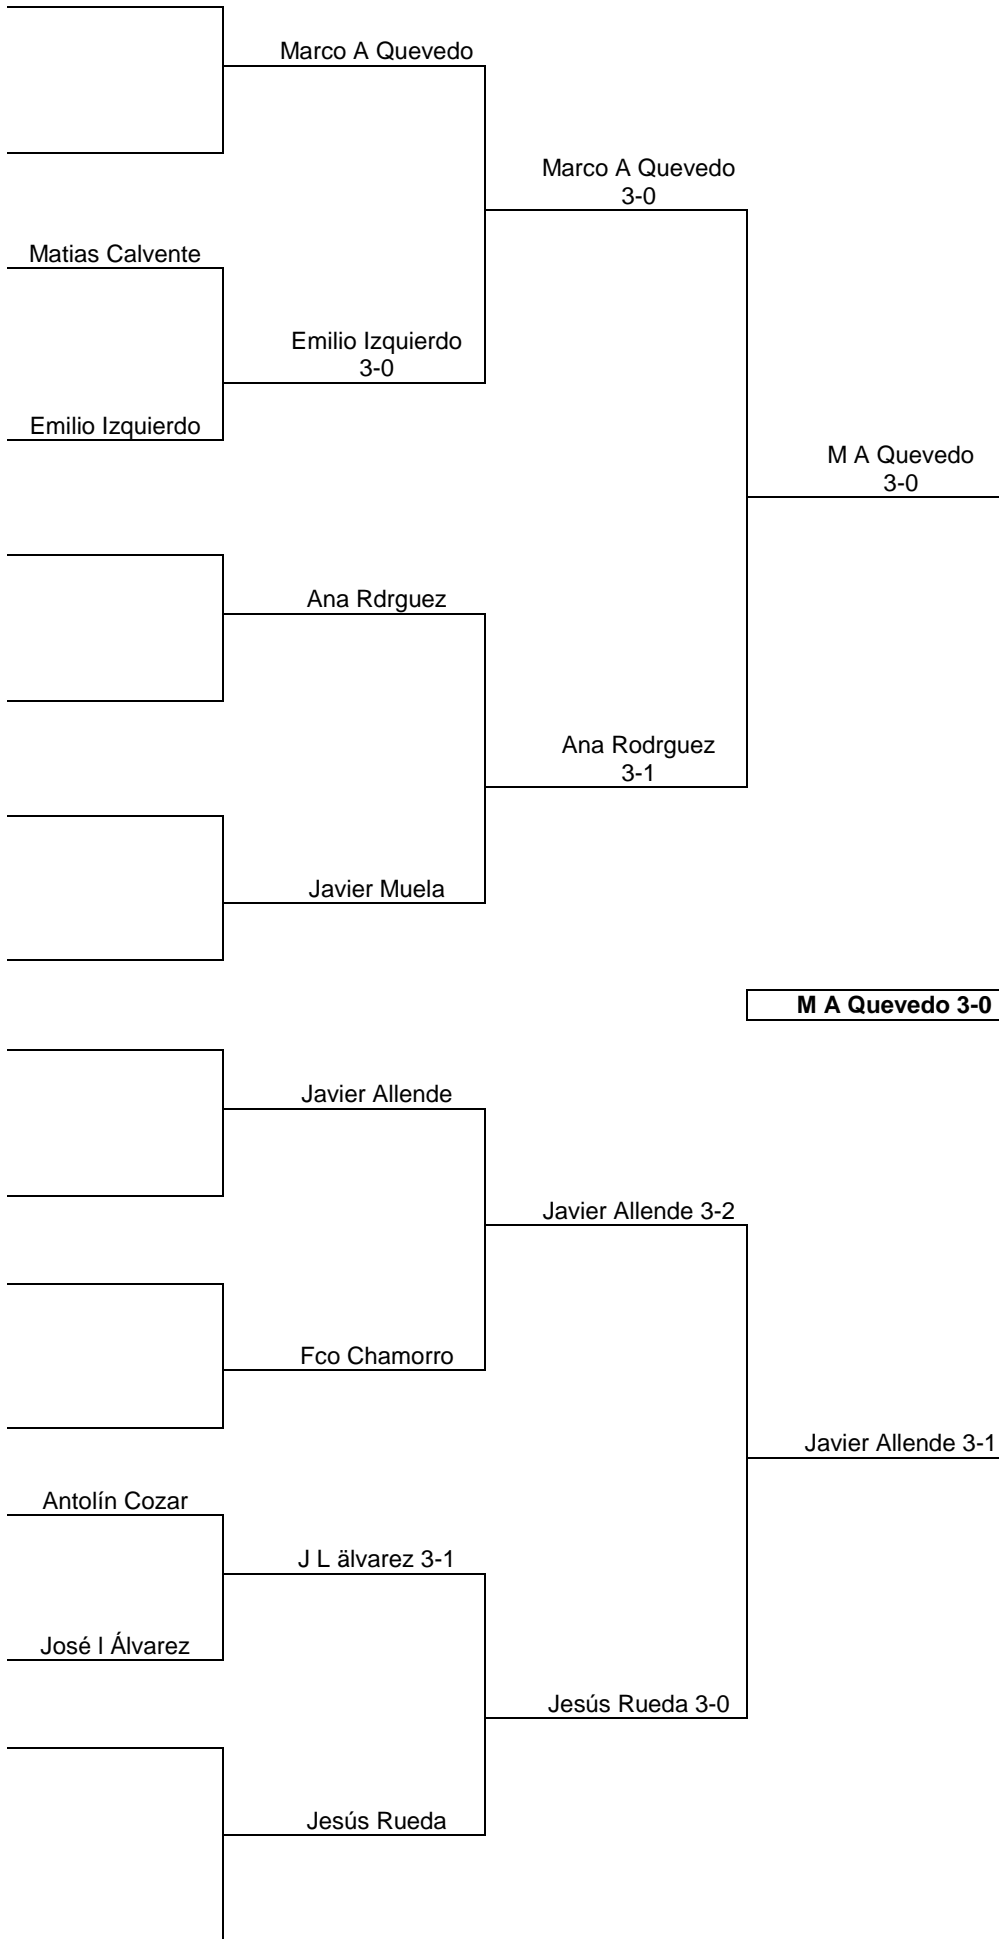 Marco A Quevedo
Marco A Quevedo
3-0
Matias Calvente
Emilio Izquierdo
3-0
Emilio Izquierdo
M A Quevedo
3-0
Ana Rdrguez
Ana Rodrguez
3-1
Javier Muela
M A Quevedo 3-0
Javier Allende
Javier Allende 3-2
Fco Chamorro
Javier Allende 3-1
Antolín Cozar
J L älvarez 3-1
José l Álvarez
Jesús Rueda 3-0
Jesús Rueda